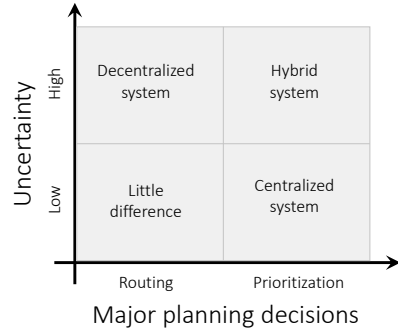 Uncertainty
High
Low
Decentralized
system
Hybrid
system
Little
difference
Centralized
system
Routing
Prioritization
Major planning decisions